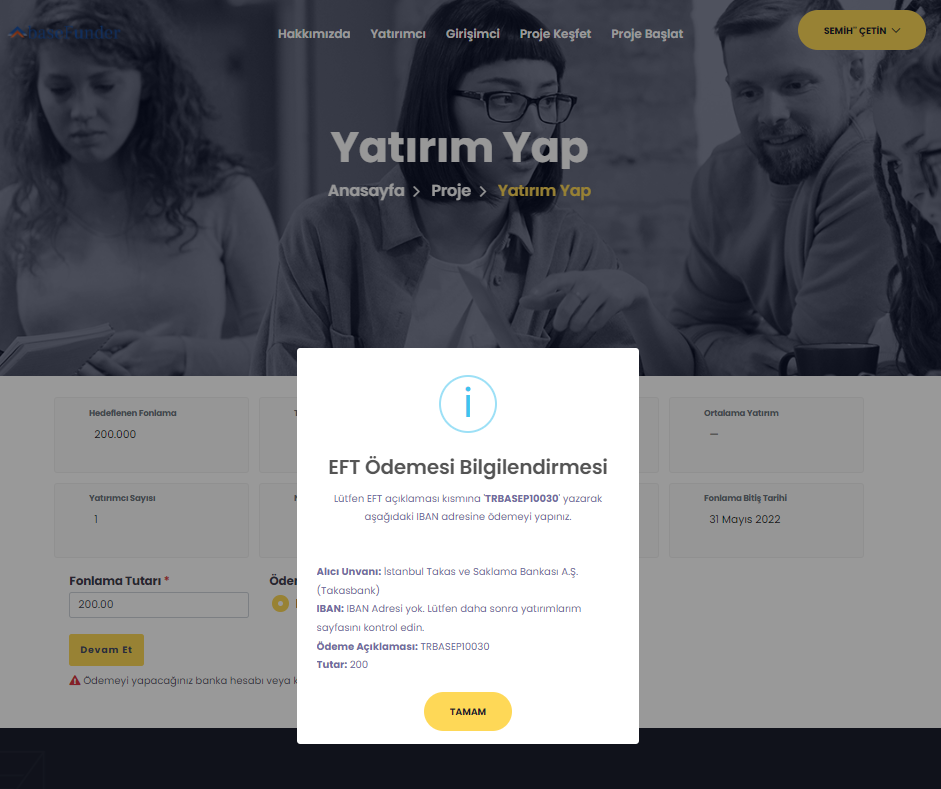 Hakkımızda Yatırımcı Girişimci Proje Keşfet Proje Başlat
SEMİH" ÇETİN
Yatırım Yap
Anasayfa > Proje > Yatırım Yap
Hedeflenen Fonlama
200.000
Ortalama Yatırım
—
Yatırımcı Sayısı
1
Fonlama Bitiş Tarihi
31 Mayıs 2022
Fonlama Tutarı *
200.00
Devam Et
Ödemeyi yapacağınız banka hesabı veya
i
EFT Ödemesi Bilgilendirmesi
Lütfen EFT açıklaması kısmına 'TRBASEP10030' yazarak
aşağıdaki IBAN adresine ödemeyi yapınız.
Alıcı Unvanı: İstanbul Takas ve Saklama Bankası A.Ş.
(Takasbank)
IBAN: IBAN Adresi yok. Lütfen daha sonra yatırımlarım
sayfasını kontrol edin.
Ödeme Açıklaması: TRBASEP10030
Tutar: 200
TAMAM